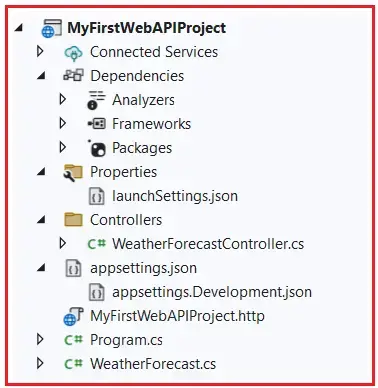 MyFirstWebAPIProject
Connected Services
Dependencies
Analyzers
Frameworks
Packages
Properties
launchSettings.json
Controllers
C# WeatherForecastController.cs
appsettings.json
appsettings.Development.json
MyFirstWebAPIProject.http
C# Program.cs
C# WeatherForecast.cs